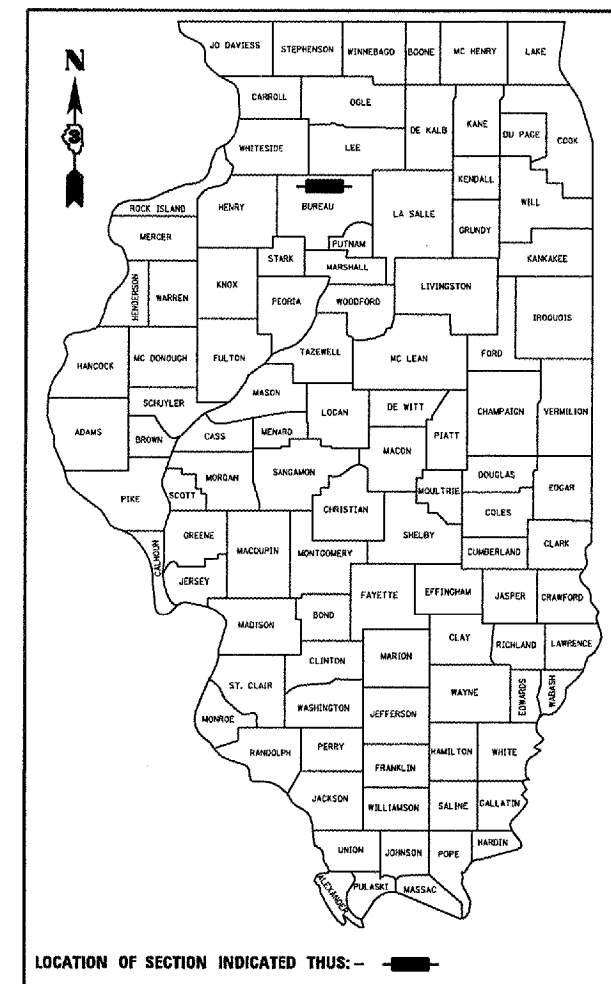 JO DAVIESS STEPHENSON WINNEBAGO BOONE MC HENRY LAKE
N
CARROLL OGLE
DE KALB KANE DU PAGE COOK
WHITESIDE LEE
KENDALL
ROCK ISLAND HENRY BUREAU LA SALLE GRUNDY WILL
MERCER PUTNAM
STARK MARSHALL KANKAKEE
HENDERSON WARREN KNOX PEORIA WOODFORD LIVINGSTON IROQUOIS
HANCOCK MC DONOUGH FULTON TAZEWELL MC LEAN FORD
MASON
SCHUYLER LOGAN DE WITT CHAMPAIGN VERMILION
ADAMS BROWN CASS MENARD PIATT
MACON
PIKE SCOTT MORGAN SANGAMON MOULTRIE DOUGLAS EDGAR
CHRISTIAN COLES
CALHOUN GREENE MACOUPIN MONTGOMERY SHELBY CUMBERLAND CLARK
JERSEY
MADISON BOND FAYETTE EFFINGHAM JASPER CRAWFORD
CLAY RICHLAND LAWRENCE
CLINTON MARION
ST. CLAIR WAYNE EDWARDS WABASH
MONROE WASHINGTON JEFFERSON
RANDOLPH PERRY HAMILTON WHITE
FRANKLIN
JACKSON WILLIAMSON SALINE GALLATIN
UNION JOHNSON POPE HARDIN
ALEXANDER PULASKI MASSAC
LOCATION OF SECTION INDICATED THUS: -